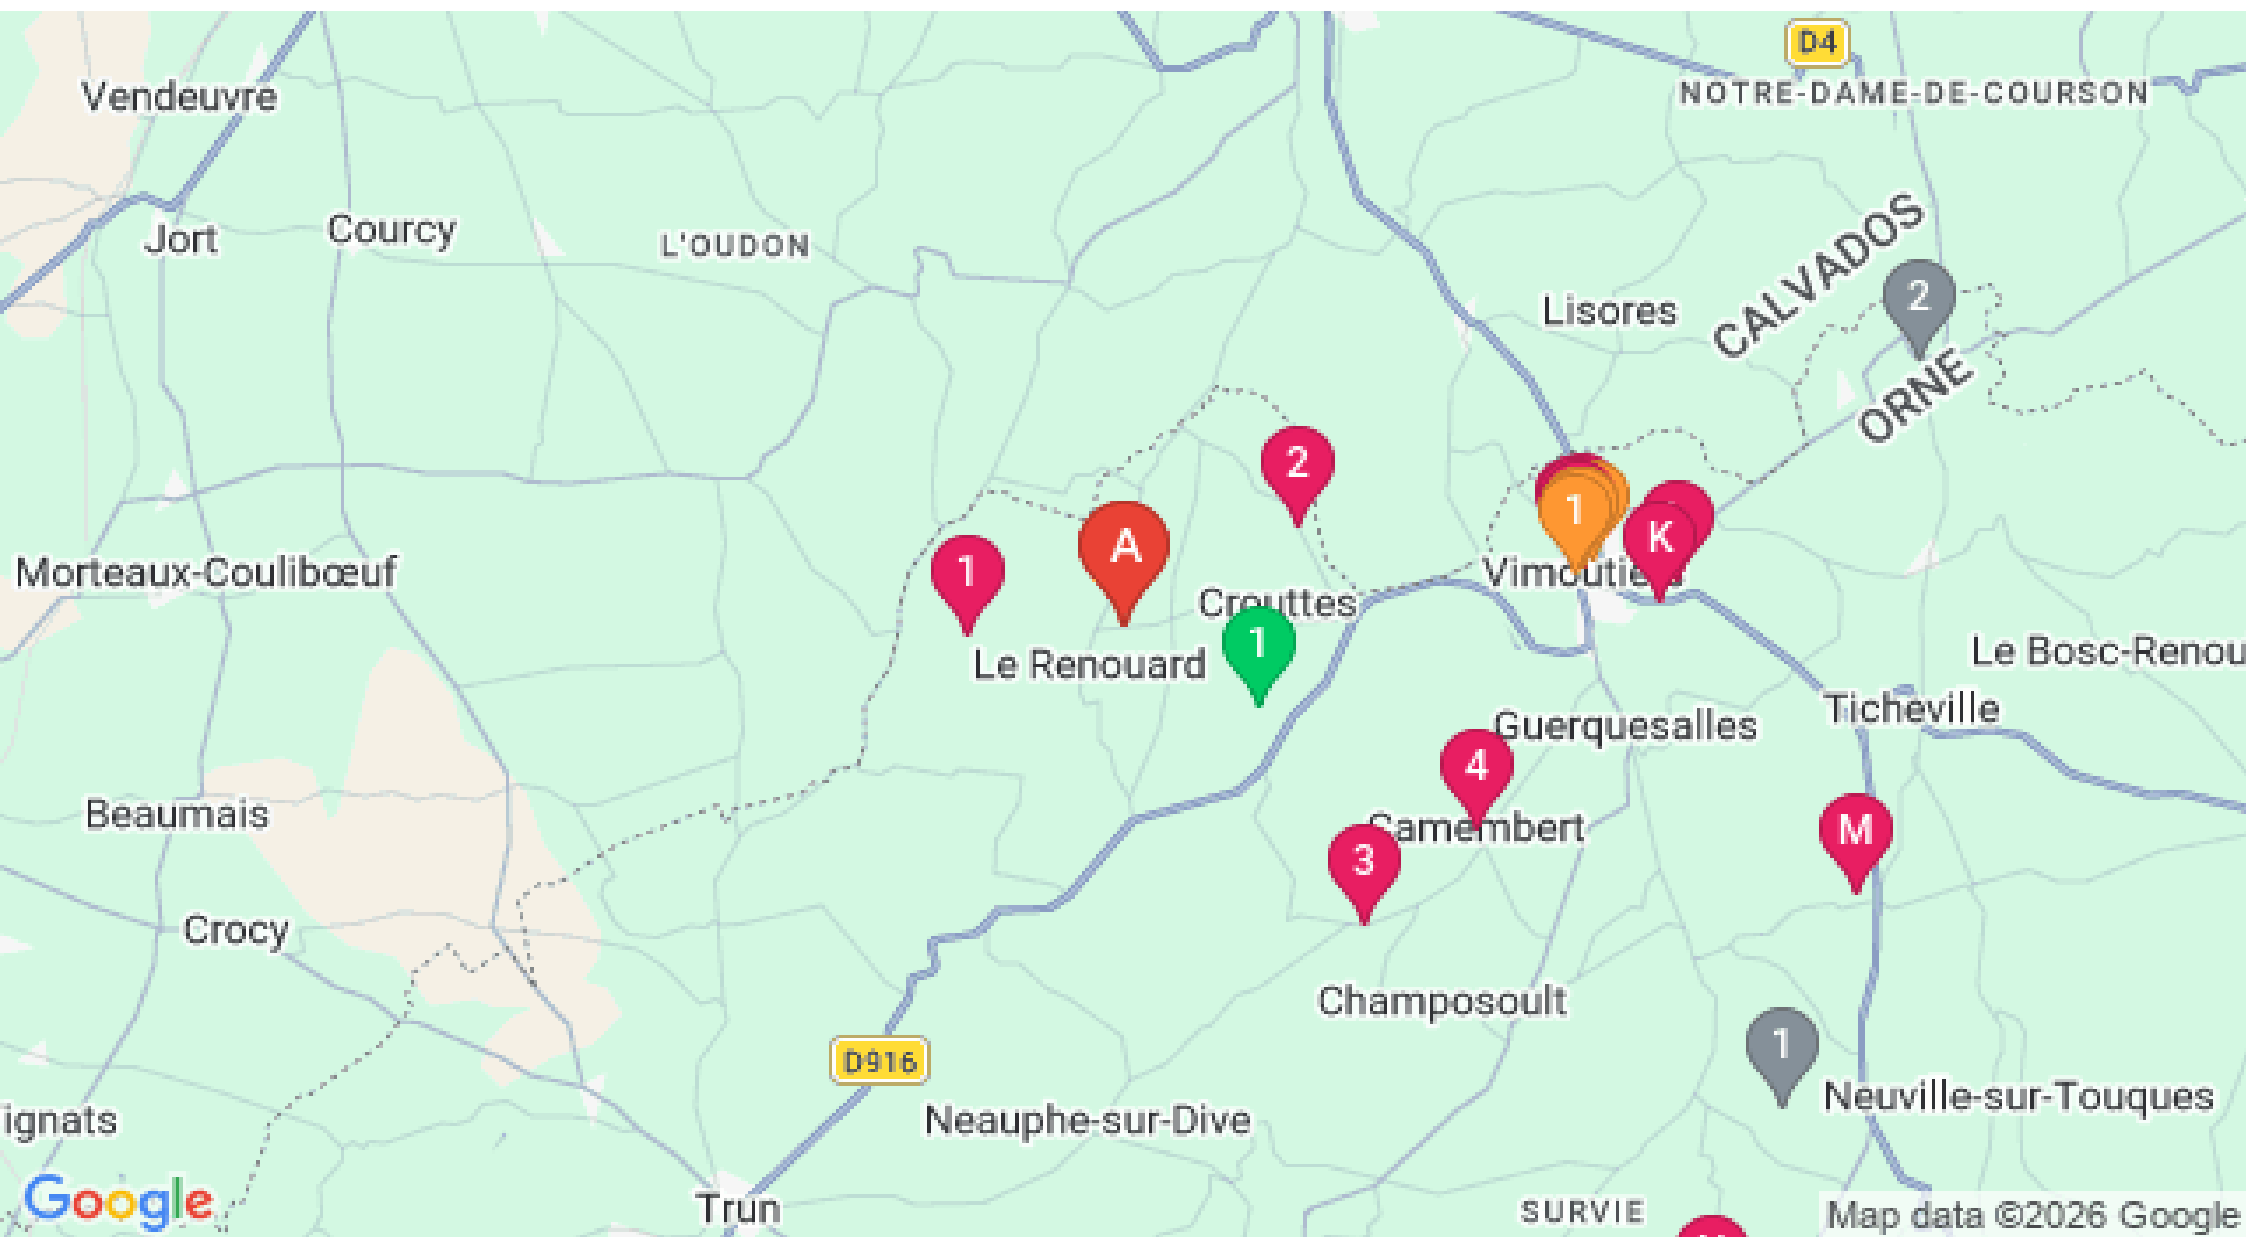 D4
Vendeuvre
NOTRE-DAME-DE-COURSON
Jort
Courcy
L'OUDON
CALVADOS
Lisores
2
ORNE
2
1
A
1
K
Morteaux-Coulibœuf
Vimoutiers
Crouttes
1
Le Renouard
Le Bosc-Renou
Ticheville
Guerquesalles
4
Beaumais
Camembert
M
3
Crocy
Champosoult
1
D916
Neuville-sur-Touques
ignats
Neauphe-sur-Dive
Google
Trun
SURVIE
Map data ©2026 Google